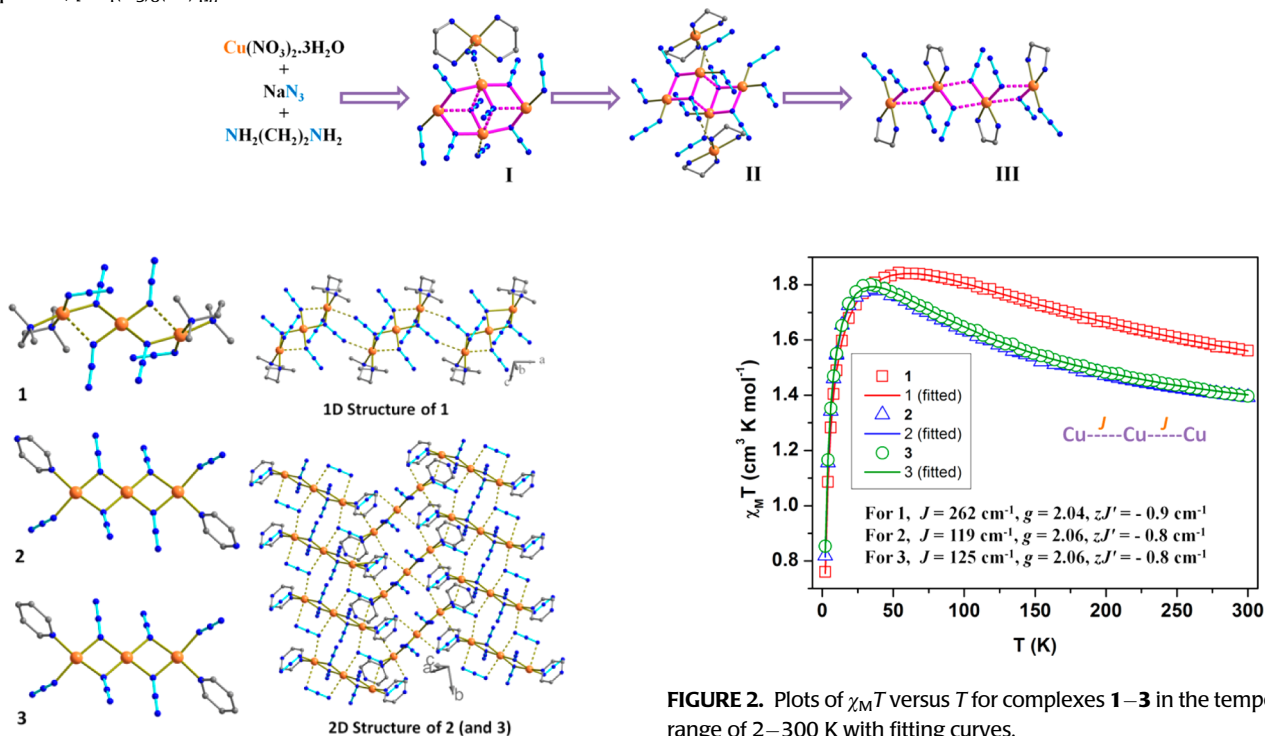 Cu(NO₃)₂.3H₂O
+
NaN₃
+
NH₂(CH₂)₂NH₂
I
II
III
1
1D Structure of 1
a
b
c
2
3
2D Structure of 2 (and 3)
c
a
b
χ_M T (cm³ K mol⁻¹)
1.8
1.6
1.4
1.2
1.0
0.8
1
1 (fitted)
2
2 (fitted)
3
3 (fitted)
J J
Cu-----Cu-----Cu
For 1, J = 262 cm⁻¹, g = 2.04, zJ' = - 0.9 cm⁻¹
For 2, J = 119 cm⁻¹, g = 2.06, zJ' = - 0.8 cm⁻¹
For 3, J = 125 cm⁻¹, g = 2.06, zJ' = - 0.8 cm⁻¹
0 50 100 150 200 250 300
T (K)
FIGURE 2. Plots of χ_M T versus T for complexes 1–3 in the tempe
range of 2–300 K with fitting curves.